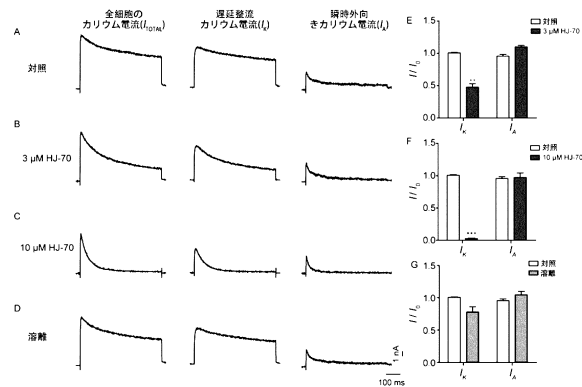 全細胞の
カリウム電流(I_TOTAL)
遅延整流
カリウム電流(I_K)
瞬時外向
きカリウム電流(I_A)
A
対照
B
3 µM HJ-70
C
10 µM HJ-70
D
溶離
1 nA
100 ms
E
対照
3 µM HJ-70
I / I_0
1.5
1.0
0.5
0.0
**
I_K
I_A
F
対照
10 µM HJ-70
I / I_0
1.5
1.0
0.5
0.0
***
I_K
I_A
G
対照
溶離
I / I_0
1.5
1.0
0.5
0.0
I_K
I_A